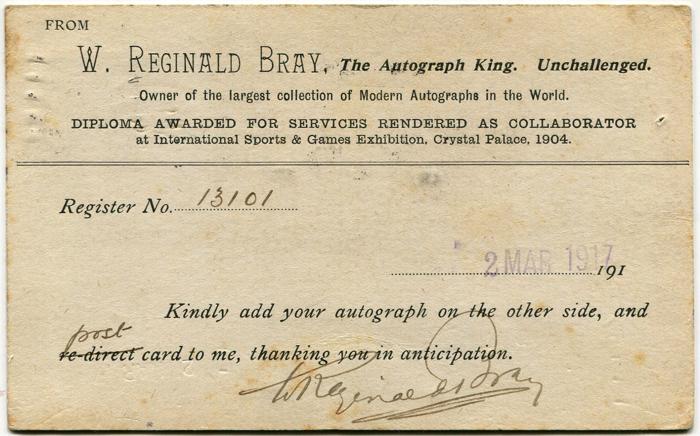 FROM
W. REGINALD BRAY, The Autograph King. Unchallenged.
Owner of the largest collection of Modern Autographs in the World.
DIPLOMA AWARDED FOR SERVICES RENDERED AS COLLABORATOR
at International Sports & Games Exhibition, Crystal Palace, 1904.
Register No. 13101
2 MAR 1917
191
Kindly add your autograph on the other side, and
post
re-direct card to me, thanking you in anticipation.
W Reginald Bray